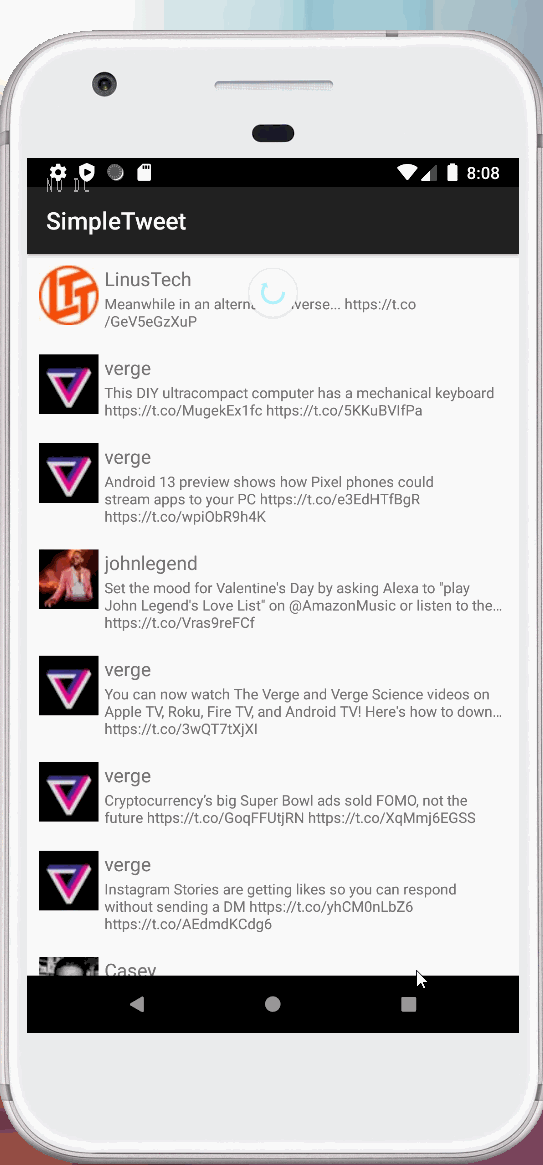 8:08
NO DL
SimpleTweet
LTT
LinusTech
Meanwhile in an alterna verse... https://t.co
/GeV5eGzXuP
verge
This DIY ultracompact computer has a mechanical keyboard
https://t.co/MugekEx1fc https://t.co/5KKuBVIfPa
verge
Android 13 preview shows how Pixel phones could
stream apps to your PC https://t.co/e3EdHTfBgR
https://t.co/wpiObR9h4K
johnlegend
Set the mood for Valentine's Day by asking Alexa to "play
John Legend's Love List" on @AmazonMusic or listen to the...
https://t.co/Vras9reFCf
verge
You can now watch The Verge and Verge Science videos on
Apple TV, Roku, Fire TV, and Android TV! Here's how to down...
https://t.co/3wQT7tXjXI
verge
Cryptocurrency's big Super Bowl ads sold FOMO, not the
future https://t.co/GoqFFUtjRN https://t.co/XqMmj6EGSS
verge
Instagram Stories are getting likes so you can respond
without sending a DM https://t.co/yhCM0nLbZ6
https://t.co/AEdmdKCdg6
Casey